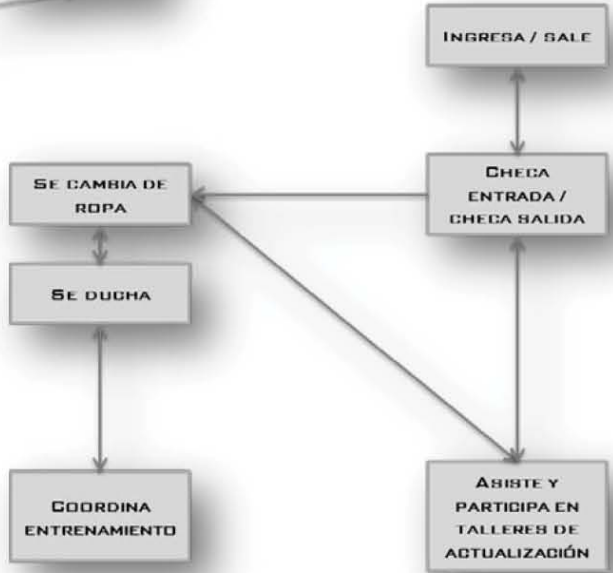 INGRESA / SALE
CHECA
ENTRADA /
CHECA SALIDA
SE CAMBIA DE
ROPA
SE DUCHA
COORDINA
ENTRENAMIENTO
ASISTE Y
PARTICIPA EN
TALLERES DE
ACTUALIZACIÓN